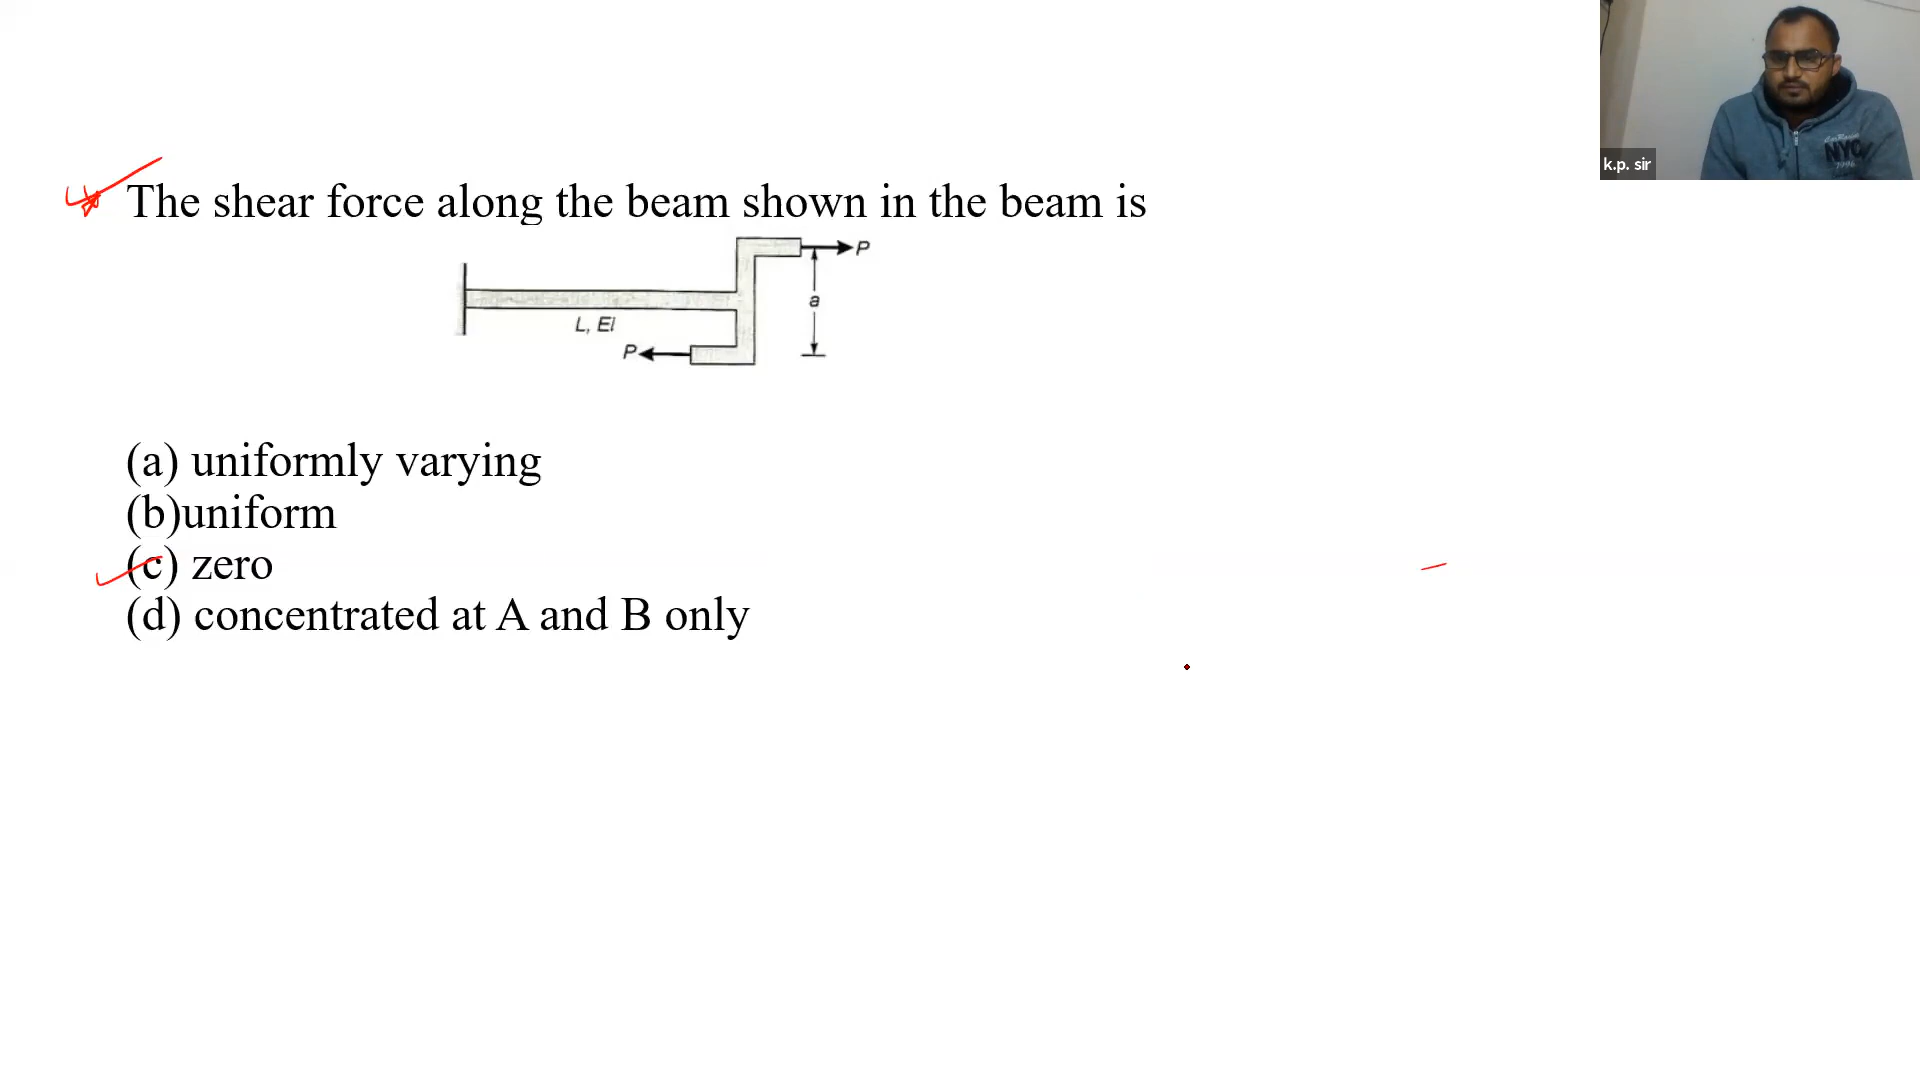 k.p. sir
The shear force along the beam shown in the beam is
P
a
L, EI
P
(a) uniformly varying
(b)uniform
(c) zero
(d) concentrated at A and B only
NYC
1996